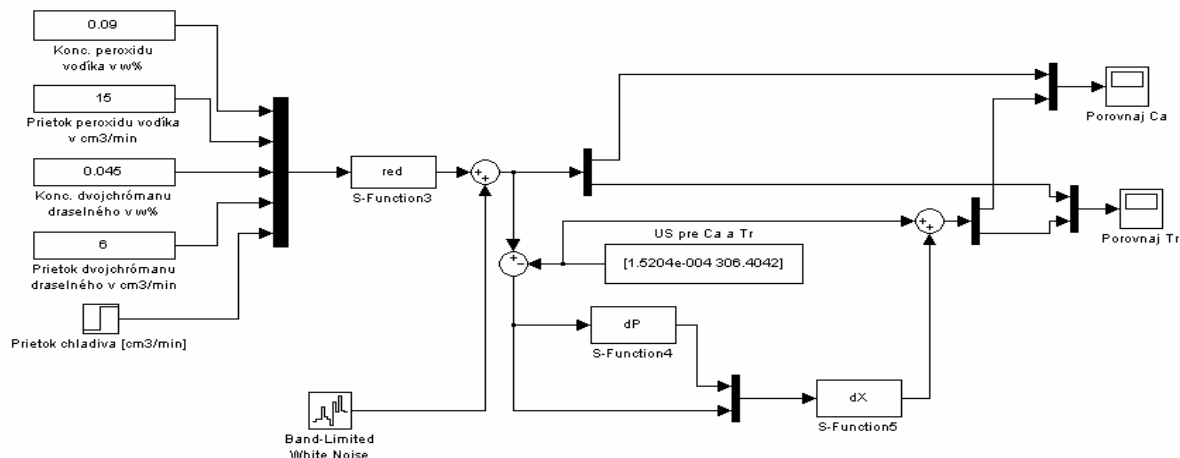 0.09
Konc. peroxidu
vodíka v w%
15
Prietok peroxidu vodíka
v cm3/min
0.045
Konc. dvojchrómanu
draselného v w%
6
Prietok dvojchrómanu
draselného v cm3/min
Prietok chladiva [cm3/min]
red
S-Function3
Band-Limited
White Noise
US pre Ca a Tr
[1.5204e-004 306.4042]
dP
S-Function4
dX
S-Function5
Porovnaj Ca
Porovnaj Tr